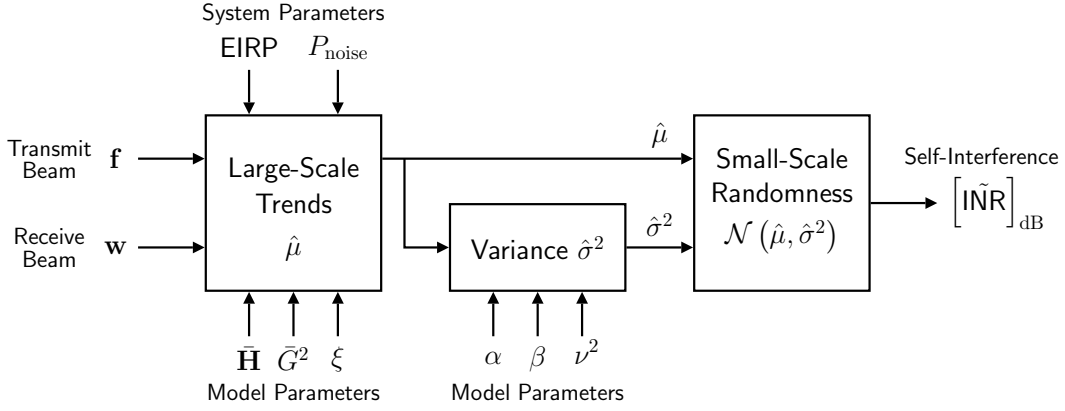 System Parameters
EIRP P_noise
Transmit Beam f
Receive Beam w
Large-Scale
Trends
μ̂
H̄ Ḡ² ξ
Model Parameters
Variance σ̂²
α β ν²
Model Parameters
μ̂
σ̂²
Small-Scale
Randomness
𝒩 (μ̂, σ̂²)
Self-Interference
[IÑR]_dB